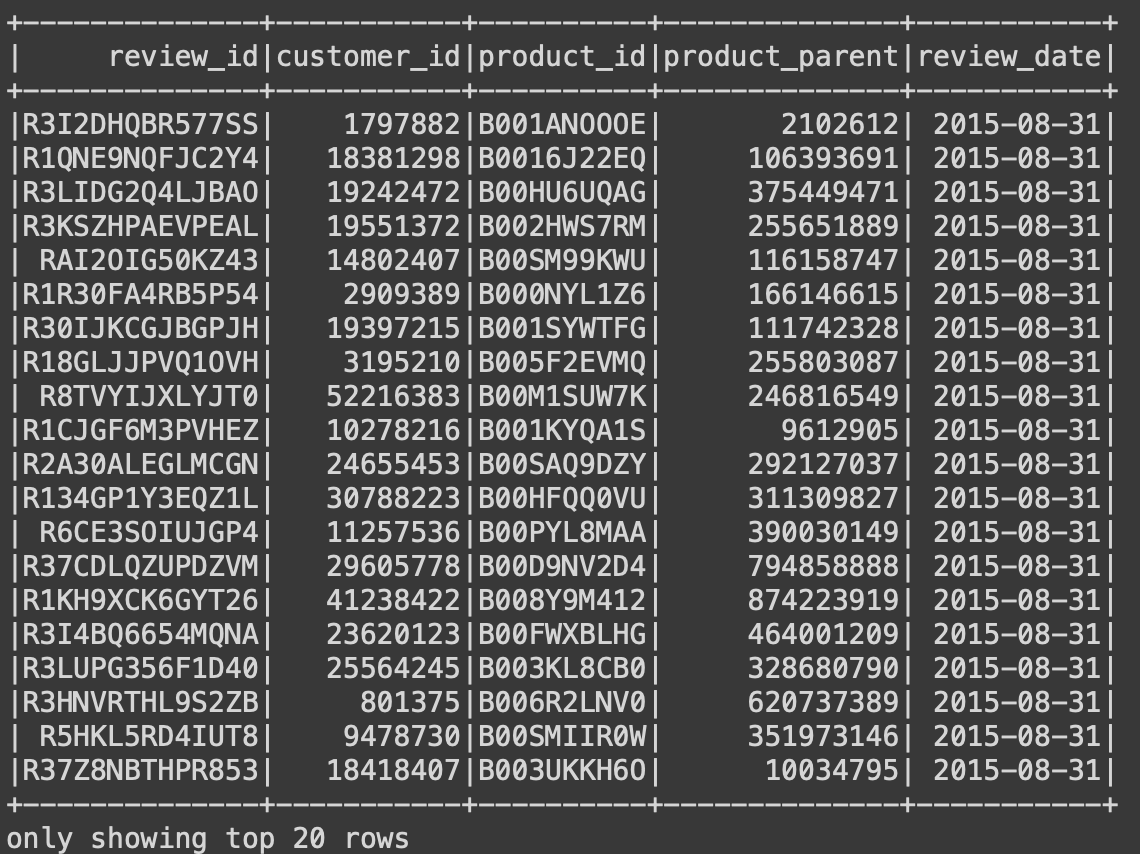 +--------------+-----------+----------+--------------+-----------+
|     review_id|customer_id|product_id|product_parent|review_date|
+--------------+-----------+----------+--------------+-----------+
|R3I2DHQBR577SS|    1797882|B001ANOOOE|       2102612| 2015-08-31|
|R1QNE9NQFJC2Y4|   18381298|B0016J22EQ|     106393691| 2015-08-31|
|R3LIDG2Q4LJBAO|   19242472|B00HU6UQAG|     375449471| 2015-08-31|
|R3KSZHPAEVPEAL|   19551372|B002HWS7RM|     255651889| 2015-08-31|
| RAI2OIG50KZ43|   14802407|B00SM99KWU|     116158747| 2015-08-31|
|R1R30FA4RB5P54|    2909389|B000NYL1Z6|     166146615| 2015-08-31|
|R30IJKCGJBGPJH|   19397215|B001SYWTFG|     111742328| 2015-08-31|
|R18GLJJPVQ1OVH|    3195210|B005F2EVMQ|     255803087| 2015-08-31|
| R8TVYIJXLYJT0|   52216383|B00M1SUW7K|     246816549| 2015-08-31|
|R1CJGF6M3PVHEZ|   10278216|B001KYQA1S|       9612905| 2015-08-31|
|R2A30ALEGLMCGN|   24655453|B00SAQ9DZY|     292127037| 2015-08-31|
|R134GP1Y3EQZ1L|   30788223|B00HFQQ0VU|     311309827| 2015-08-31|
| R6CE3SOIUJGP4|   11257536|B00PYL8MAA|     390030149| 2015-08-31|
|R37CDLQZUPDZVM|   29605778|B00D9NV2D4|     794858888| 2015-08-31|
|R1KH9XCK6GYT26|   41238422|B008Y9M412|     874223919| 2015-08-31|
|R3I4BQ6654MQNA|   23620123|B00FWXBLHG|     464001209| 2015-08-31|
|R3LUPG356F1D40|   25564245|B003KL8CB0|     328680790| 2015-08-31|
|R3HNVRTHL9S2ZB|     801375|B006R2LNV0|     620737389| 2015-08-31|
| R5HKL5RD4IUT8|    9478730|B00SMIIR0W|     351973146| 2015-08-31|
|R37Z8NBTHPR853|   18418407|B003UKKH6O|      10034795| 2015-08-31|
+--------------+-----------+----------+--------------+-----------+
only showing top 20 rows